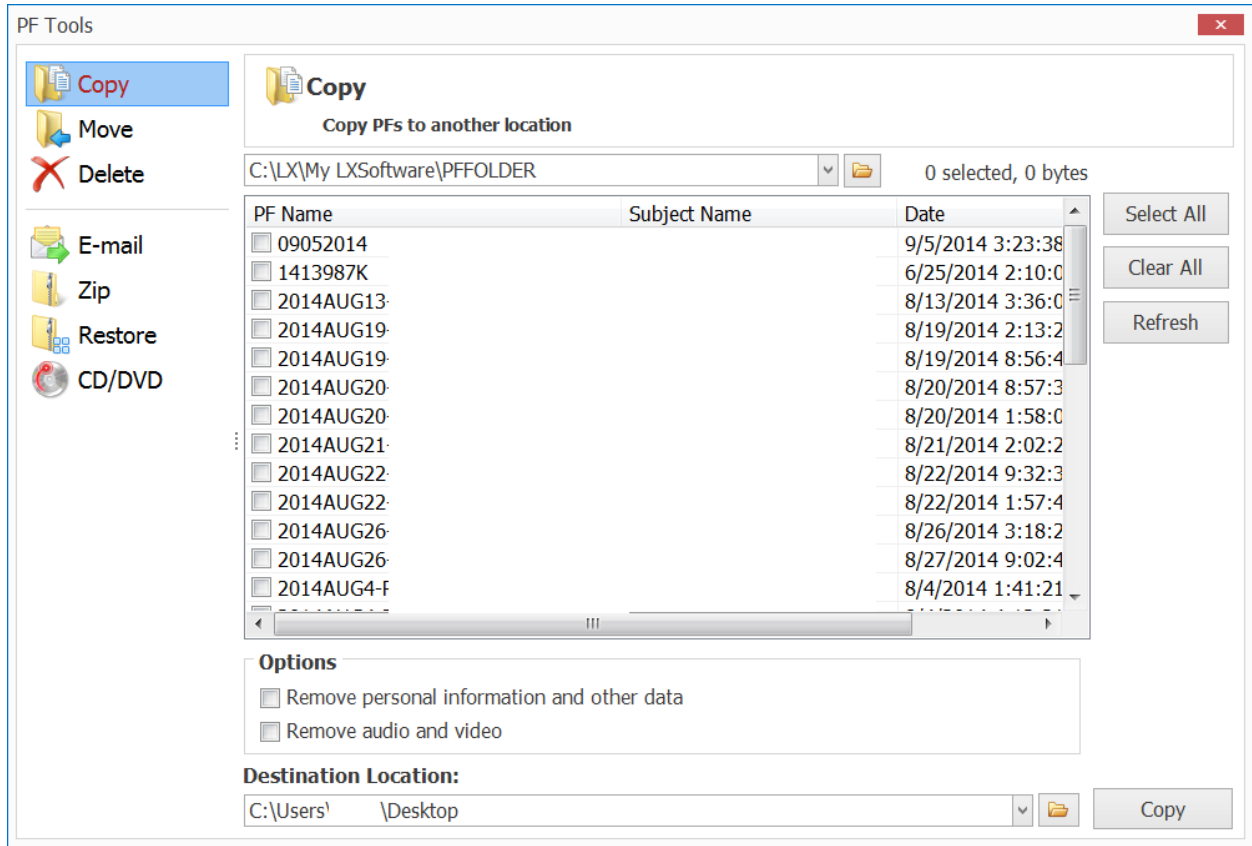 PF Tools
Copy
Move
Delete
E-mail
Zip
Restore
CD/DVD
Copy
Copy PFs to another location
C:\LX\My LXSoftware\PFFOLDER 0 selected, 0 bytes
PF Name Subject Name Date
09052014 9/5/2014 3:23:38
1413987K 6/25/2014 2:10:0
2014AUG13- 8/13/2014 3:36:0
2014AUG19- 8/19/2014 2:13:2
2014AUG19- 8/19/2014 8:56:4
2014AUG20- 8/20/2014 8:57:3
2014AUG20- 8/20/2014 1:58:0
2014AUG21- 8/21/2014 2:02:2
2014AUG22- 8/22/2014 9:32:3
2014AUG22- 8/22/2014 1:57:4
2014AUG26- 8/26/2014 3:18:2
2014AUG26- 8/27/2014 9:02:4
2014AUG4-F 8/4/2014 1:41:21
Select All
Clear All
Refresh
Options
Remove personal information and other data
Remove audio and video
Destination Location:
C:\Users\ \Desktop
Copy